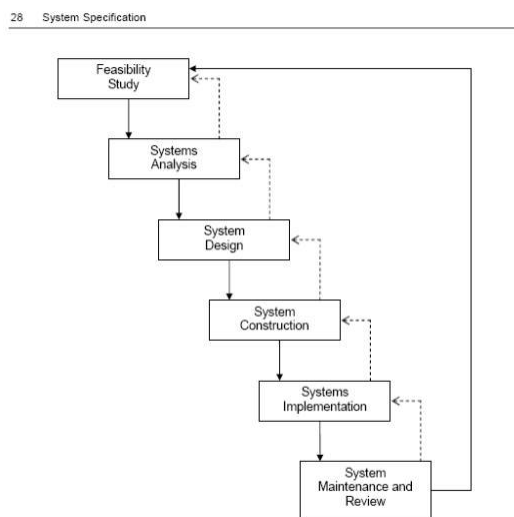 28 System Specification
Feasibility
Study
Systems
Analysis
System
Design
System
Construction
Systems
Implementation
System
Maintenance and
Review